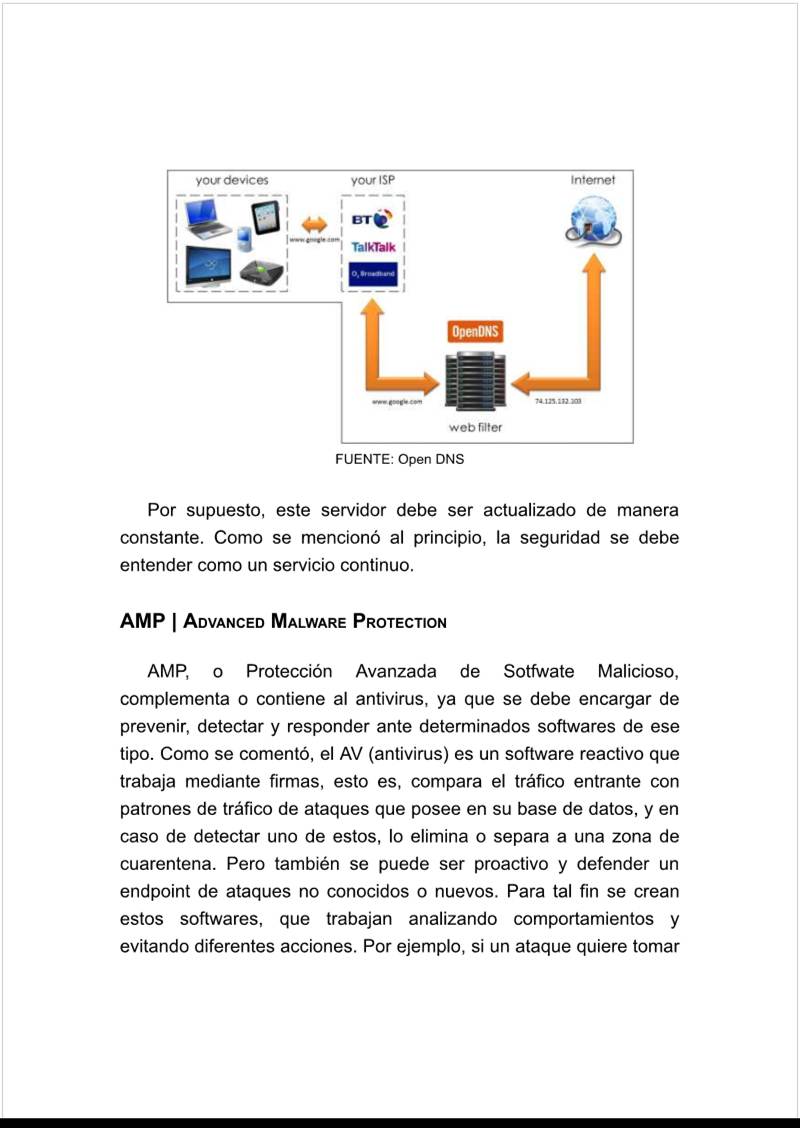 your devices
your ISP
Internet
BT
www.google.com
TalkTalk
O₂ Broadband
OpenDNS
www.google.com
74.125.132.103
web filter
FUENTE: Open DNS
Por supuesto, este servidor debe ser actualizado de manera
constante. Como se mencionó al principio, la seguridad se debe
entender como un servicio continuo.
AMP | Advanced Malware Protection
AMP, o Protección Avanzada de Sotfwate Malicioso,
complementa o contiene al antivirus, ya que se debe encargar de
prevenir, detectar y responder ante determinados softwares de ese
tipo. Como se comentó, el AV (antivirus) es un software reactivo que
trabaja mediante firmas, esto es, compara el tráfico entrante con
patrones de tráfico de ataques que posee en su base de datos, y en
caso de detectar uno de estos, lo elimina o separa a una zona de
cuarentena. Pero también se puede ser proactivo y defender un
endpoint de ataques no conocidos o nuevos. Para tal fin se crean
estos softwares, que trabajan analizando comportamientos y
evitando diferentes acciones. Por ejemplo, si un ataque quiere tomar